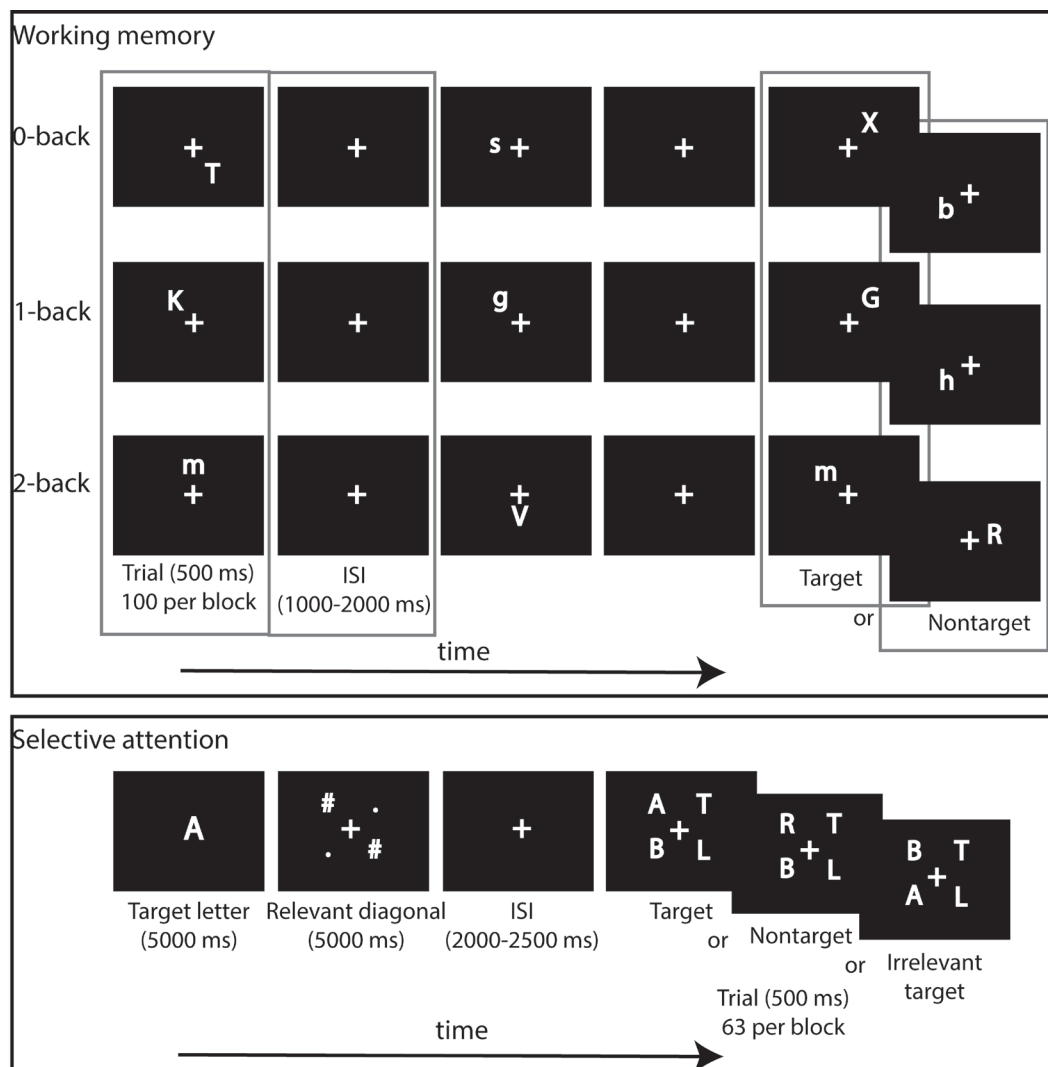 Working memory
0-back
+ T
+
s +
+
+ X
b +
1-back
K +
+
g +
+
+ G
h +
2-back
m +
+
+ V
+
m +
+ R
Trial (500 ms)
100 per block
ISI
(1000-2000 ms)
Target
or
Nontarget
time
Selective attention
A
# .
+
. #
+
A T
+
B L
R T
+
B L
B T
+
A L
Target letter
(5000 ms)
Relevant diagonal
(5000 ms)
ISI
(2000-2500 ms)
Target
or
Nontarget
or
Irrelevant
target
Trial (500 ms)
63 per block
time